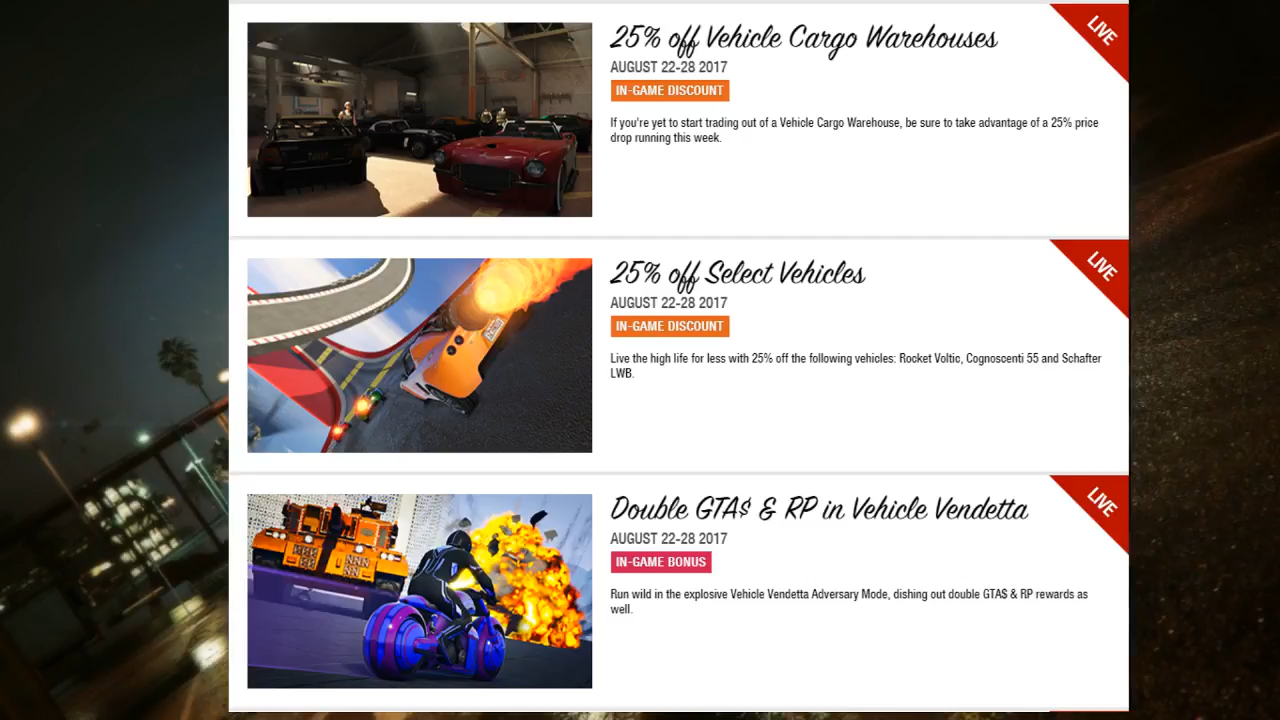 25% off Vehicle Cargo Warehouses
LIVE
AUGUST 22-28 2017
IN-GAME DISCOUNT
If you're yet to start trading out of a Vehicle Cargo Warehouse, be sure to take advantage of a 25% price
drop running this week.
25% off Select Vehicles
LIVE
AUGUST 22-28 2017
IN-GAME DISCOUNT
Live the high life for less with 25% off the following vehicles: Rocket Voltic, Cognoscenti 55 and Schafter
LWB.
Double GTA$ & RP in Vehicle Vendetta
LIVE
AUGUST 22-28 2017
IN-GAME BONUS
Run wild in the explosive Vehicle Vendetta Adversary Mode, dishing out double GTA$ & RP rewards as
well.